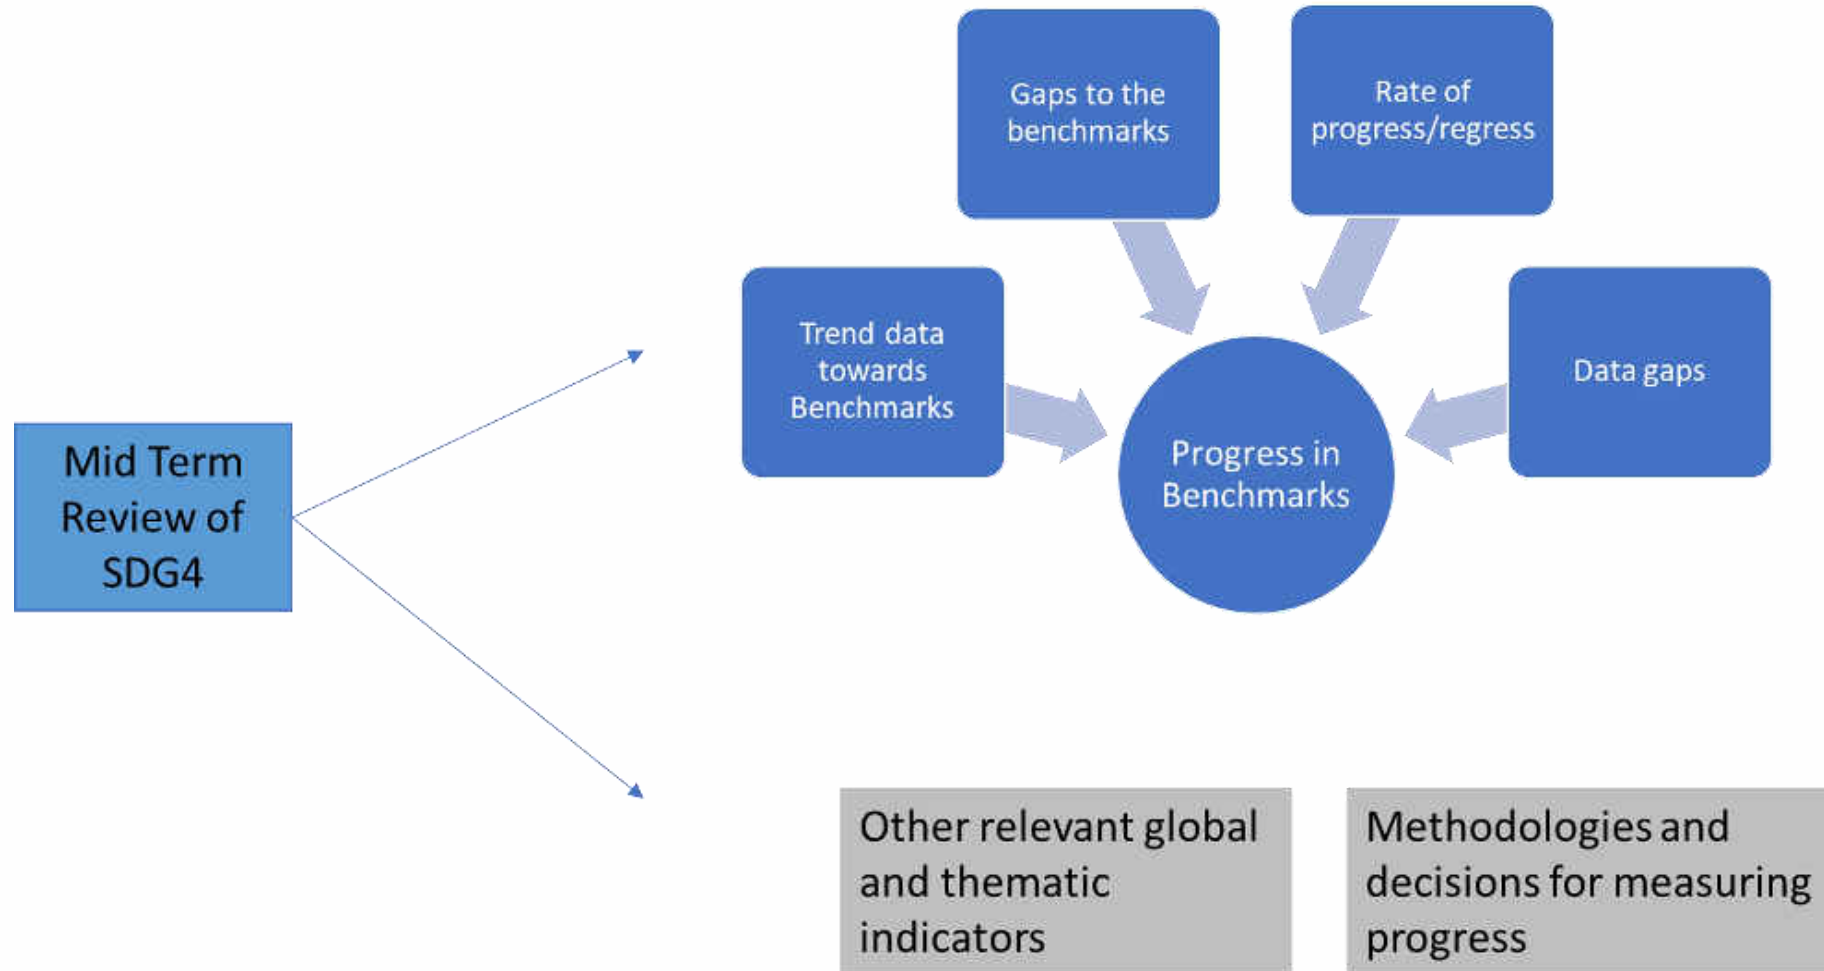 Gaps to the
benchmarks
Rate of
progress/regress
Trend data
towards
Benchmarks
Data gaps
Mid Term
Review of
SDG4
Progress in
Benchmarks
Other relevant global
and thematic
indicators
Methodologies and
decisions for measuring
progress